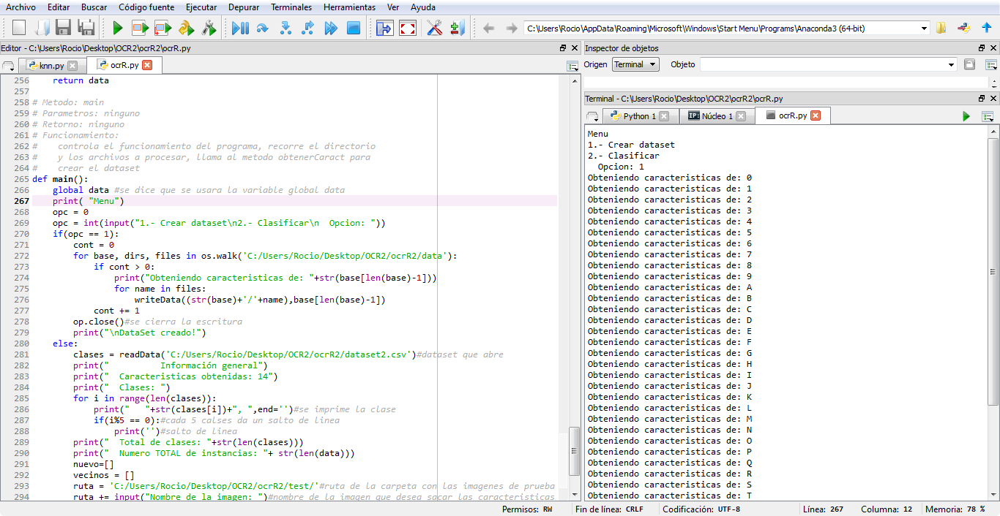 Archivo Editar Buscar Código fuente Ejecutar Depurar Terminales Herramientas Ver Ayuda
C:\Users\Rocio\AppData\Roaming\Microsoft\Windows\Start Menu\Programs\Anaconda3 (64-bit)
Editor - C:\Users\Rocio\Desktop\OCR2\ocrR2\ocrR.py
knn.py ocrR.py
256     return data
257
258 # Metodo: main
259 # Parametros: ninguno
260 # Retorno: ninguno
261 # Funcionamiento:
262 #    controla el funcionamiento del programa, recorre el directorio
263 #    y los archivos a procesar, llama al metodo obtenerCaract para
264 #    crear el dataset
265 def main():
266     global data #se dice que se usara la variable global data
267     print( "Menu")
268     opc = 0
269     opc = int(input("1.- Crear dataset\n2.- Clasificar\n  Opcion: "))
270     if(opc == 1):
271         cont = 0
272         for base, dirs, files in os.walk('C:/Users/Rocio/Desktop/OCR2/ocrR2/data'):
273             if cont > 0:
274                 print("Obteniendo caracteristicas de: "+str(base[len(base)-1]))
275                 for name in files:
276                     writeData((str(base)+'/'+name),base[len(base)-1])
277             cont += 1
278         op.close()#se cierra la escritura
279         print("\nDataSet creado!")
280     else:
281         clases = readData('C:/Users/Rocio/Desktop/OCR2/ocrR2/dataset2.csv')#dataset que abre
282         print("          Información general")
283         print("  Caracteristicas obtenidas: 14")
284         print("  Clases: ")
285         for i in range(len(clases)):
286             print("   "+str(clases[i])+", ",end='')#se imprime la clase
287             if(i%5 == 0):#cada 5 calses da un salto de linea
288                 print('')#salto de linea
289         print("  Total de clases: "+str(len(clases)))
290         print("  Numero TOTAL de instancias: "+ str(len(data)))
291         nuevo=[]
292         vecinos = []
293         ruta = 'C:/Users/Rocio/Desktop/OCR2/ocrR2/test/'#ruta de la carpeta con las imagenes de prueba
294         ruta += input("Nombre de la imagen: ")#nombre de la imagen que desea sacar las caracteristicas
Inspector de objetos
Origen Terminal Objeto
Terminal - C:\Users\Rocio\Desktop\OCR2\ocrR2\ocrR.py
Python 1 IP: Núcleo 1 ocrR.py
Menu
1.- Crear dataset
2.- Clasificar
  Opcion: 1
Obteniendo caracteristicas de: 0
Obteniendo caracteristicas de: 1
Obteniendo caracteristicas de: 2
Obteniendo caracteristicas de: 3
Obteniendo caracteristicas de: 4
Obteniendo caracteristicas de: 5
Obteniendo caracteristicas de: 6
Obteniendo caracteristicas de: 7
Obteniendo caracteristicas de: 8
Obteniendo caracteristicas de: 9
Obteniendo caracteristicas de: A
Obteniendo caracteristicas de: B
Obteniendo caracteristicas de: C
Obteniendo caracteristicas de: D
Obteniendo caracteristicas de: E
Obteniendo caracteristicas de: F
Obteniendo caracteristicas de: G
Obteniendo caracteristicas de: H
Obteniendo caracteristicas de: I
Obteniendo caracteristicas de: J
Obteniendo caracteristicas de: K
Obteniendo caracteristicas de: L
Obteniendo caracteristicas de: M
Obteniendo caracteristicas de: N
Obteniendo caracteristicas de: O
Obteniendo caracteristicas de: P
Obteniendo caracteristicas de: Q
Obteniendo caracteristicas de: R
Obteniendo caracteristicas de: S
Obteniendo caracteristicas de: T
Permisos: RW Fin de línea: CRLF Codificación: UTF-8 Línea: 267 Columna: 12 Memoria: 78 %